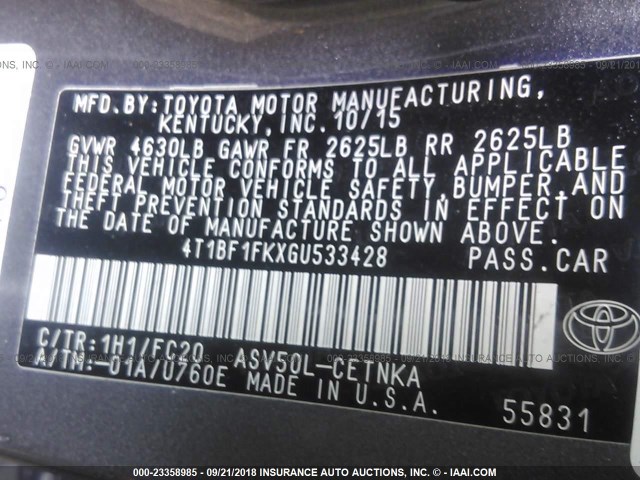 MFD.BY:TOYOTA MOTOR MANUFACTURING,
KENTUCKY,INC. 10/15
GVWR 4630LB GAWR FR 2625LB RR 2625LB
THIS VEHICLE CONFORMS TO ALL APPLICABLE
FEDERAL MOTOR VEHICLE SAFETY,BUMPER,AND
THEFT PREVENTION STANDARDS IN EFFECT ON
THE DATE OF MANUFACTURE SHOWN ABOVE.
4T1BF1FKXGU533428 PASS.CAR
C/TR:1H1/FC20 ASV50L-CETNKA
A/TM:-01A/U760E MADE IN U.S.A. 55831
000-23358985 - 09/21/2018 INSURANCE AUTO AUCTIONS, INC. - IAAI.COM